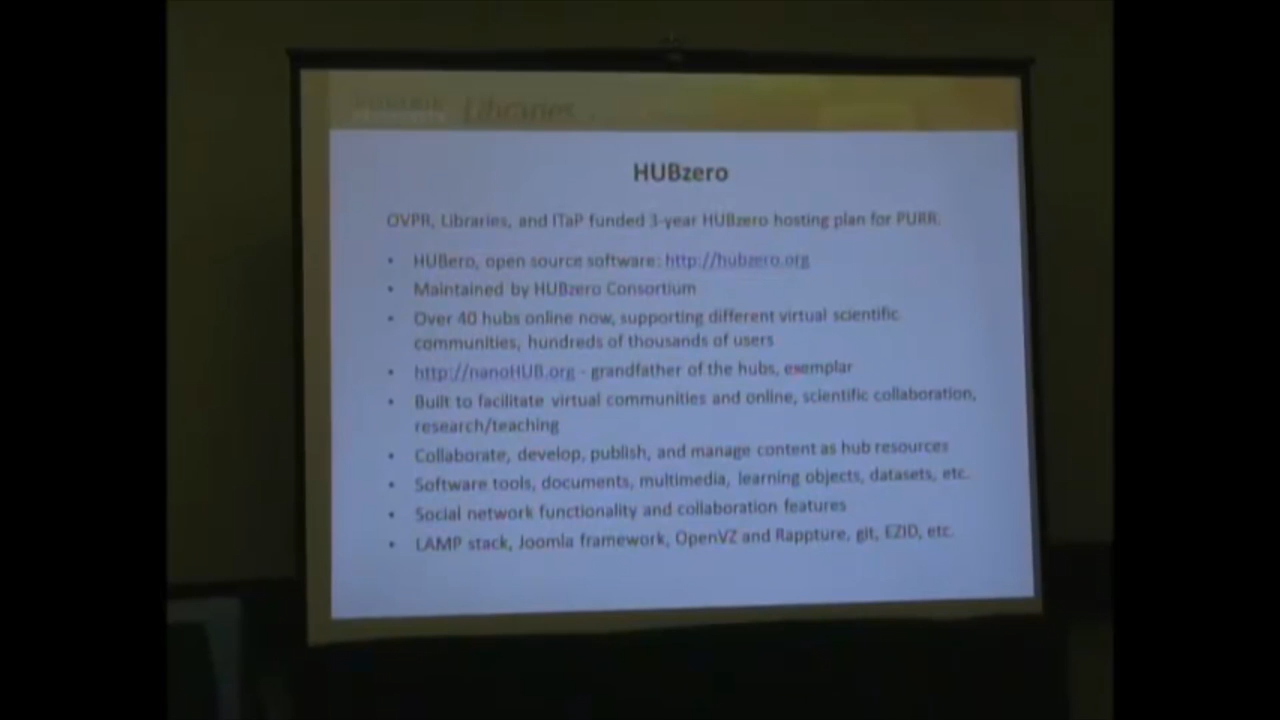 Libraries
HUBzero
OVPR, Libraries, and ITaP funded 3-year HUBzero hosting plan for PURR.
• HUBero, open source software: http://hubzero.org
• Maintained by HUBzero Consortium
• Over 40 hubs online now, supporting different virtual scientific
communities, hundreds of thousands of users
• http://nanoHUB.org - grandfather of the hubs, exemplar
• Built to facilitate virtual communities and online, scientific collaboration,
research/teaching
• Collaborate, develop, publish, and manage content as hub resources
• Software tools, documents, multimedia, learning objects, datasets, etc.
• Social network functionality and collaboration features
• LAMP stack, Joomla framework, OpenVZ and Rappture, git, EZID, etc.